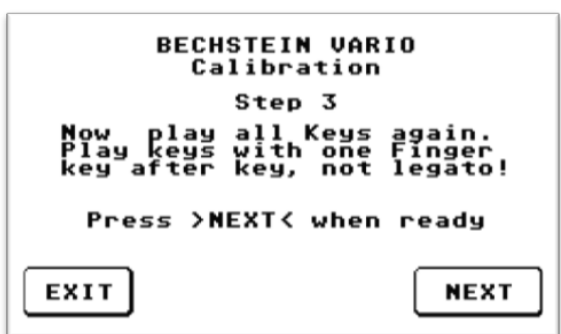 BECHSTEIN VARIO
Calibration
Step 3
Now play all Keys again.
Play keys with one Finger
key after key, not legato!
Press >NEXT< when ready
EXIT
NEXT